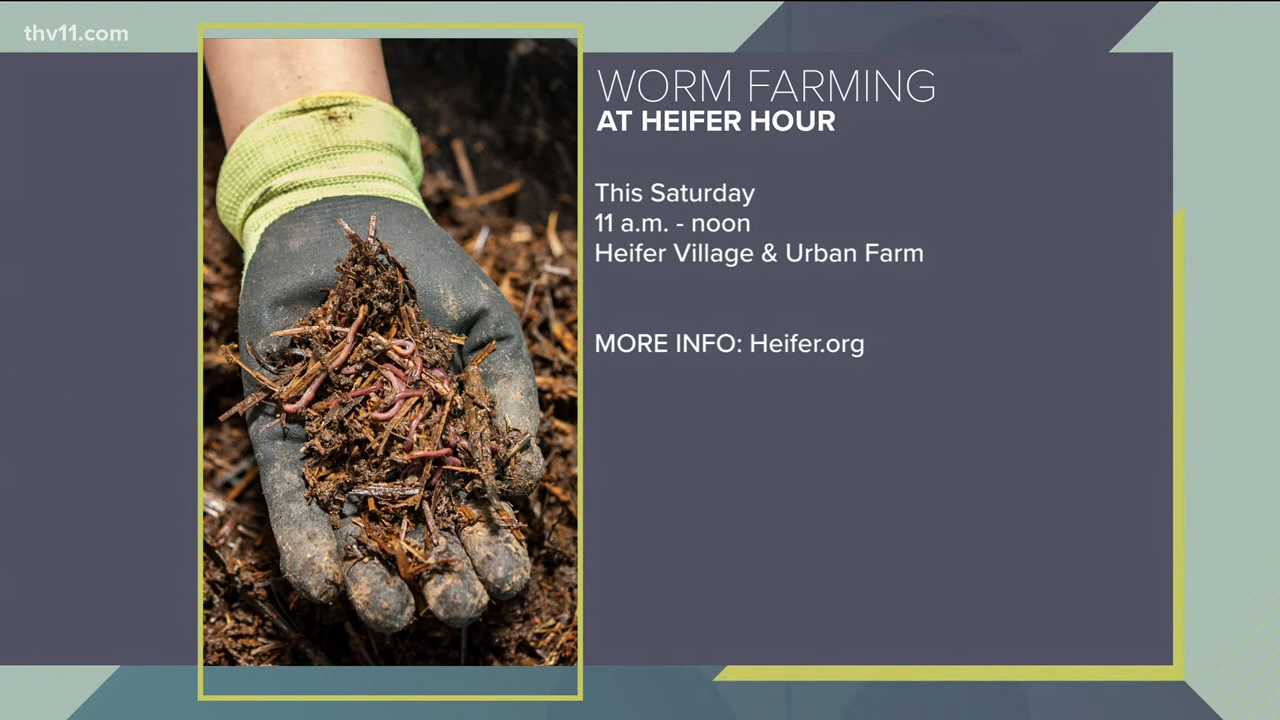 thv11.com
WORM FARMING
AT HEIFER HOUR
This Saturday
11 a.m. - noon
Heifer Village & Urban Farm
MORE INFO: Heifer.org